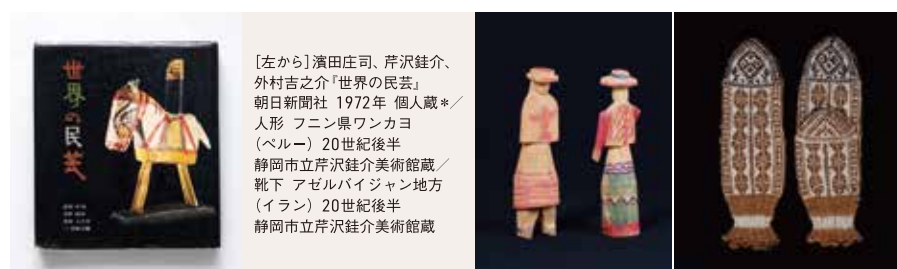 世界の民芸
[左から]濱田庄司、芹沢銈介、
外村吉之介『世界の民芸』
朝日新聞社 1972年 個人蔵*／
人形 フニン県ワンカヨ
(ペルー) 20世紀後半
静岡市立芹沢銈介美術館蔵／
靴下 アゼルバイジャン地方
(イラン) 20世紀後半
静岡市立芹沢銈介美術館蔵